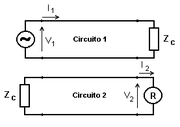 I1
V1
Circuito 1
Zc
I2
Zc
Circuito 2
V2
R